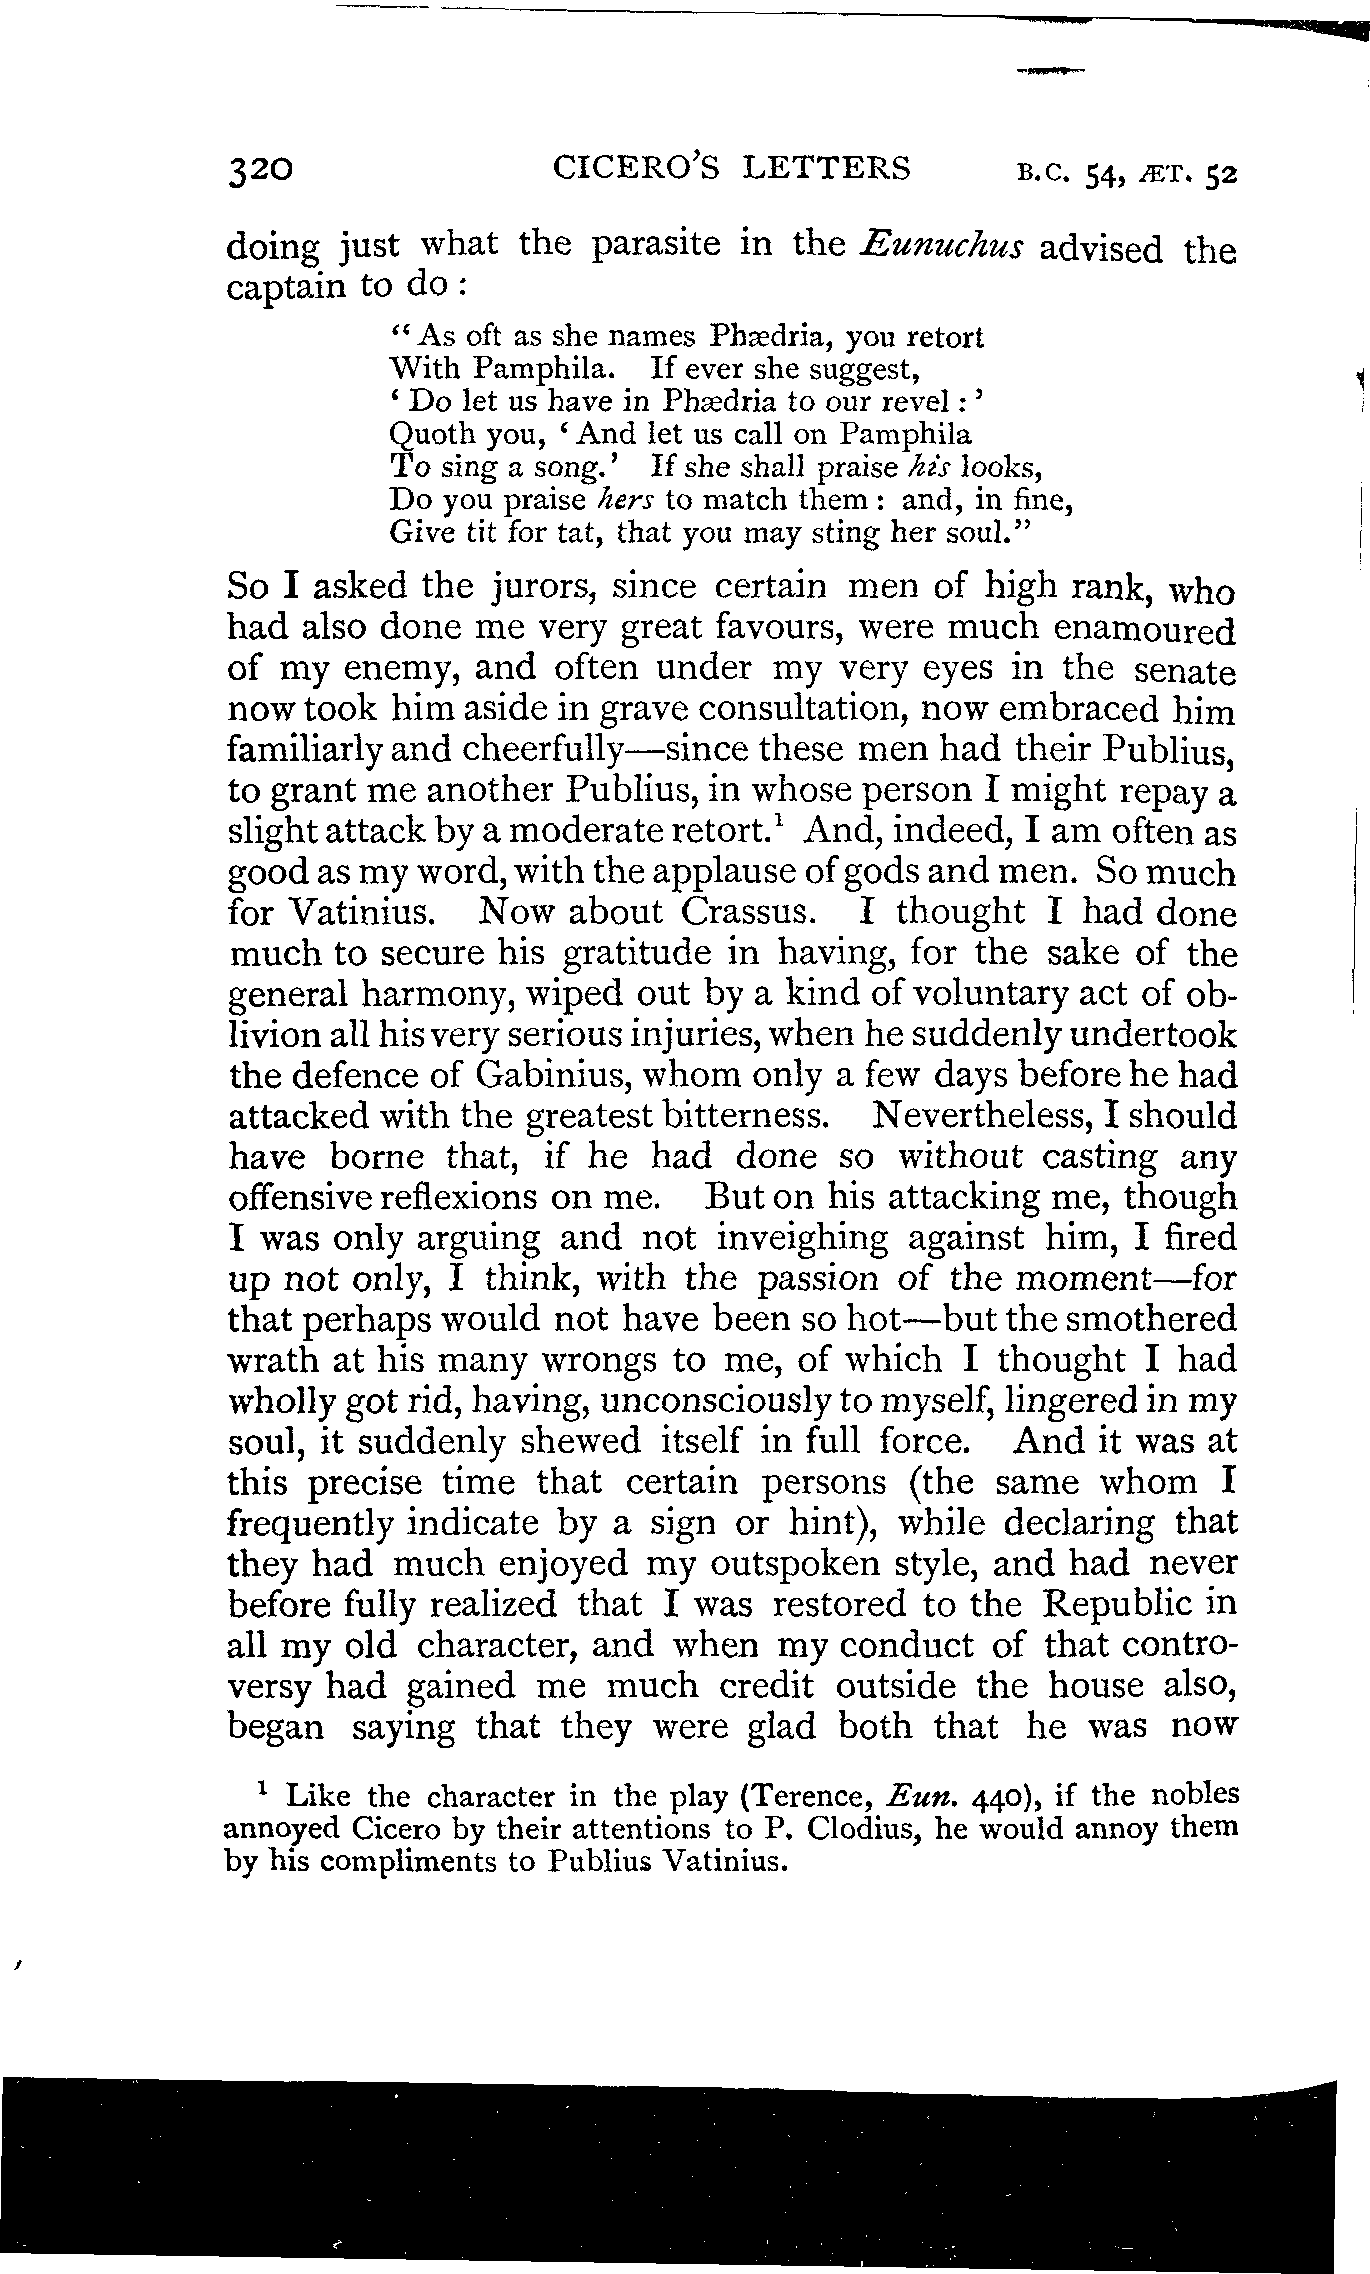 320 CICERO'S LETTERS B.C. 54, ÆT. 52
doing just what the parasite in the Eunuchus advised the
captain to do :
" As oft as she names Phædria, you retort
With Pamphila. If ever she suggest,
' Do let us have in Phædria to our revel : '
Quoth you, ' And let us call on Pamphila
To sing a song.' If she shall praise his looks,
Do you praise hers to match them : and, in fine,
Give tit for tat, that you may sting her soul."
So I asked the jurors, since certain men of high rank, who
had also done me very great favours, were much enamoured
of my enemy, and often under my very eyes in the senate
now took him aside in grave consultation, now embraced him
familiarly and cheerfully—since these men had their Publius,
to grant me another Publius, in whose person I might repay a
slight attack by a moderate retort.¹ And, indeed, I am often as
good as my word, with the applause of gods and men. So much
for Vatinius. Now about Crassus. I thought I had done
much to secure his gratitude in having, for the sake of the
general harmony, wiped out by a kind of voluntary act of ob-
livion all his very serious injuries, when he suddenly undertook
the defence of Gabinius, whom only a few days before he had
attacked with the greatest bitterness. Nevertheless, I should
have borne that, if he had done so without casting any
offensive reflexions on me. But on his attacking me, though
I was only arguing and not inveighing against him, I fired
up not only, I think, with the passion of the moment—for
that perhaps would not have been so hot—but the smothered
wrath at his many wrongs to me, of which I thought I had
wholly got rid, having, unconsciously to myself, lingered in my
soul, it suddenly shewed itself in full force. And it was at
this precise time that certain persons (the same whom I
frequently indicate by a sign or hint), while declaring that
they had much enjoyed my outspoken style, and had never
before fully realized that I was restored to the Republic in
all my old character, and when my conduct of that contro-
versy had gained me much credit outside the house also,
began saying that they were glad both that he was now
¹ Like the character in the play (Terence, Eun. 440), if the nobles
annoyed Cicero by their attentions to P. Clodius, he would annoy them
by his compliments to Publius Vatinius.